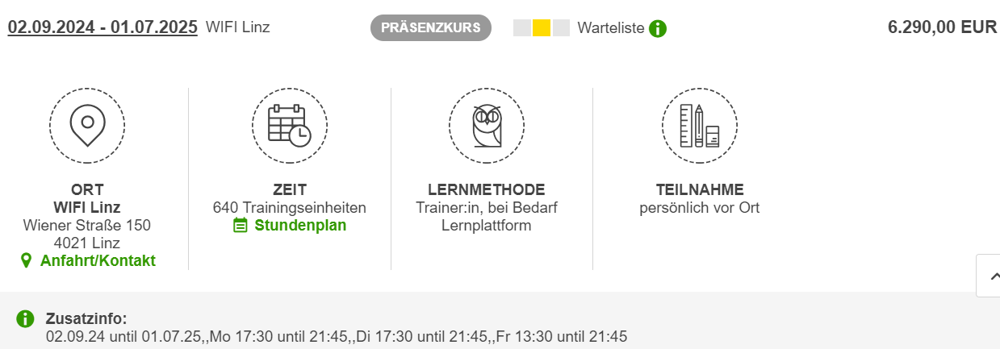 02.09.2024 - 01.07.2025 WIFI Linz PRÄSENZKURS Warteliste 6.290,00 EUR
ORT
WIFI Linz
Wiener Straße 150
4021 Linz
Anfahrt/Kontakt
ZEIT
640 Trainingseinheiten
Stundenplan
LERNMETHODE
Trainer:in, bei Bedarf
Lernplattform
TEILNAHME
persönlich vor Ort
Zusatzinfo:
02.09.24 until 01.07.25,,Mo 17:30 until 21:45,,Di 17:30 until 21:45,,Fr 13:30 until 21:45